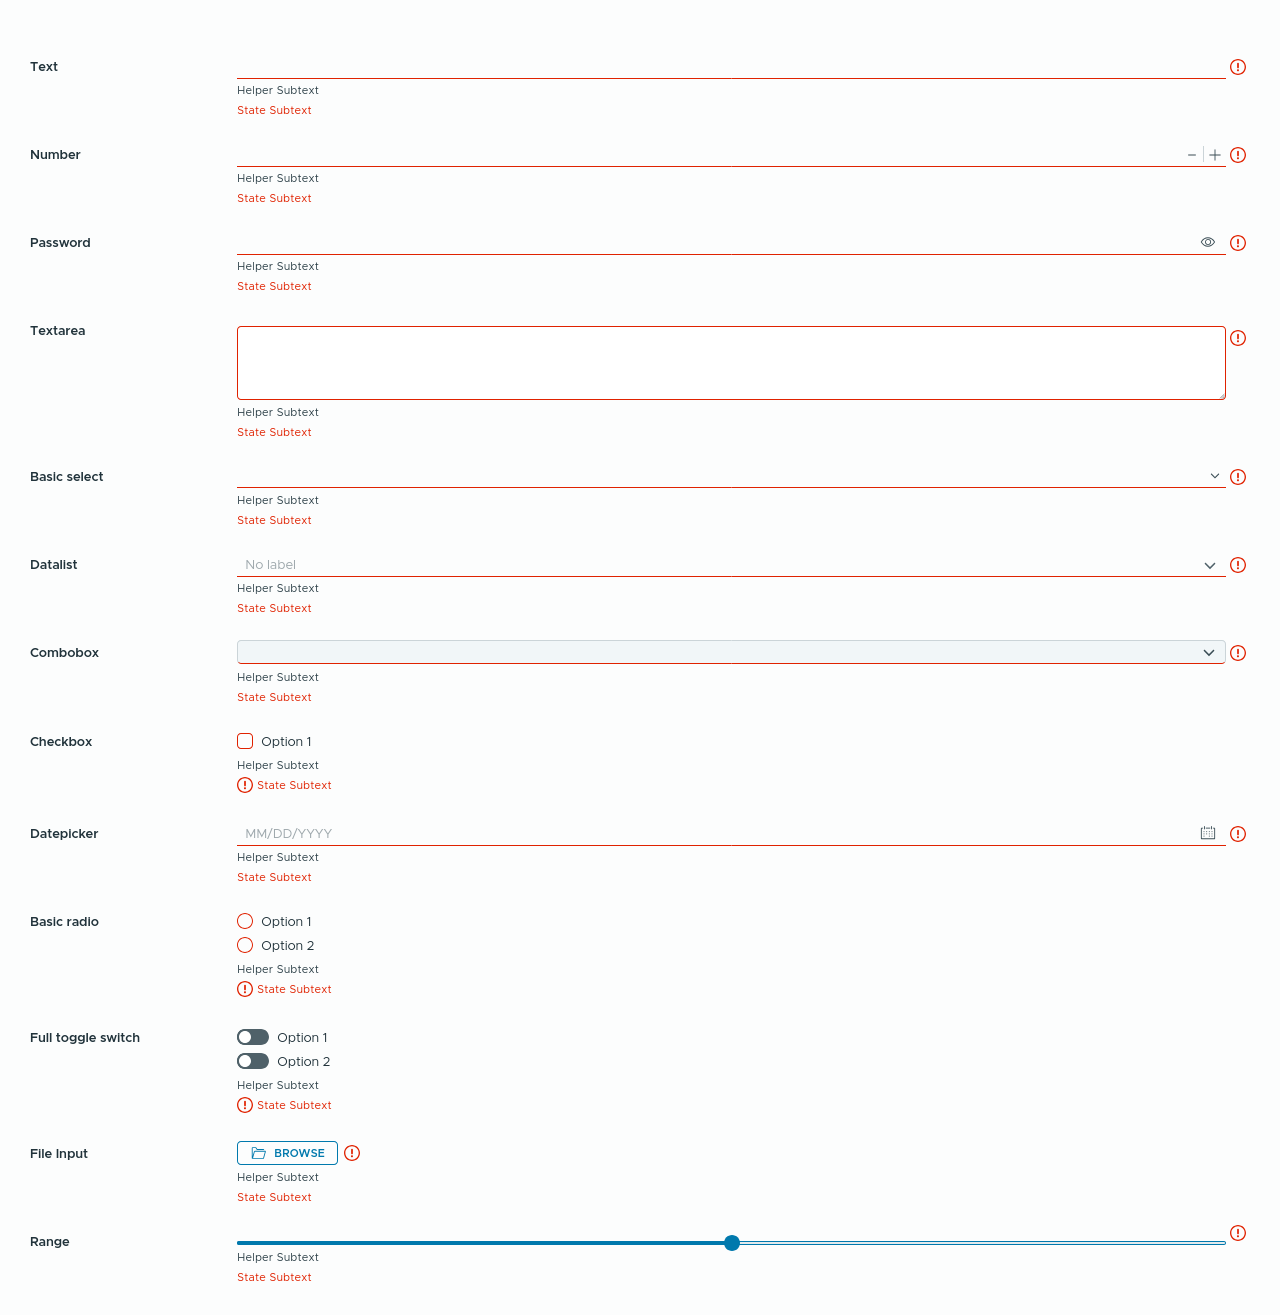 Text
Helper Subtext
State Subtext
Number
Helper Subtext
State Subtext
Password
Helper Subtext
State Subtext
Textarea
Helper Subtext
State Subtext
Basic select
Helper Subtext
State Subtext
Datalist
No label
Helper Subtext
State Subtext
Combobox
Helper Subtext
State Subtext
Checkbox
Option 1
Helper Subtext
State Subtext
Datepicker
MM/DD/YYYY
Helper Subtext
State Subtext
Basic radio
Option 1
Option 2
Helper Subtext
State Subtext
Full toggle switch
Option 1
Option 2
Helper Subtext
State Subtext
File Input
BROWSE
Helper Subtext
State Subtext
Range
Helper Subtext
State Subtext